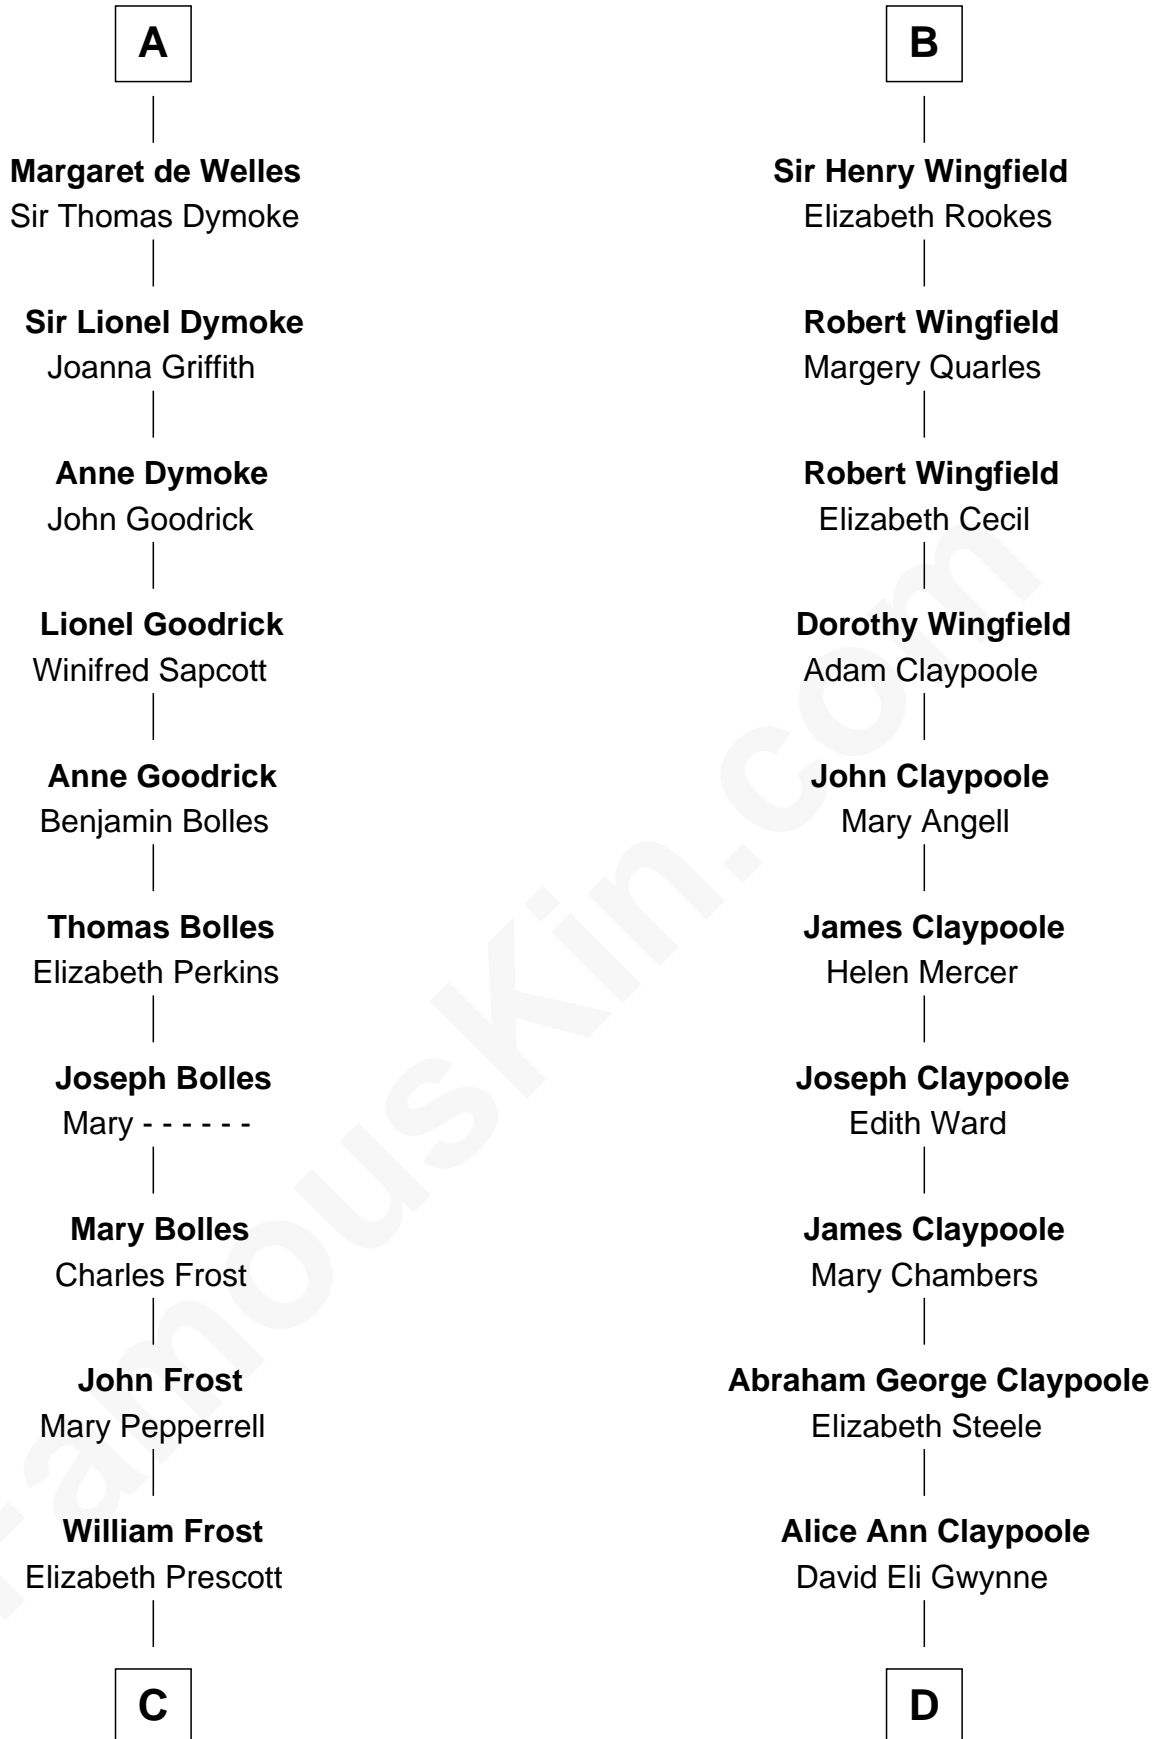 A
Margaret de Welles
Sir Thomas Dymoke
Sir Lionel Dymoke
Joanna Griffith
Anne Dymoke
John Goodrick
Lionel Goodrick
Winifred Sapcott
Anne Goodrick
Benjamin Bolles
Thomas Bolles
Elizabeth Perkins
Joseph Bolles
Mary - - - - - -
Mary Bolles
Charles Frost
John Frost
Mary Pepperrell
William Frost
Elizabeth Prescott
C
B
Sir Henry Wingfield
Elizabeth Rookes
Robert Wingfield
Margery Quarles
Robert Wingfield
Elizabeth Cecil
Dorothy Wingfield
Adam Claypoole
John Claypoole
Mary Angell
James Claypoole
Helen Mercer
Joseph Claypoole
Edith Ward
James Claypoole
Mary Chambers
Abraham George Claypoole
Elizabeth Steele
Alice Ann Claypoole
David Eli Gwynne
D
FamousKin.com